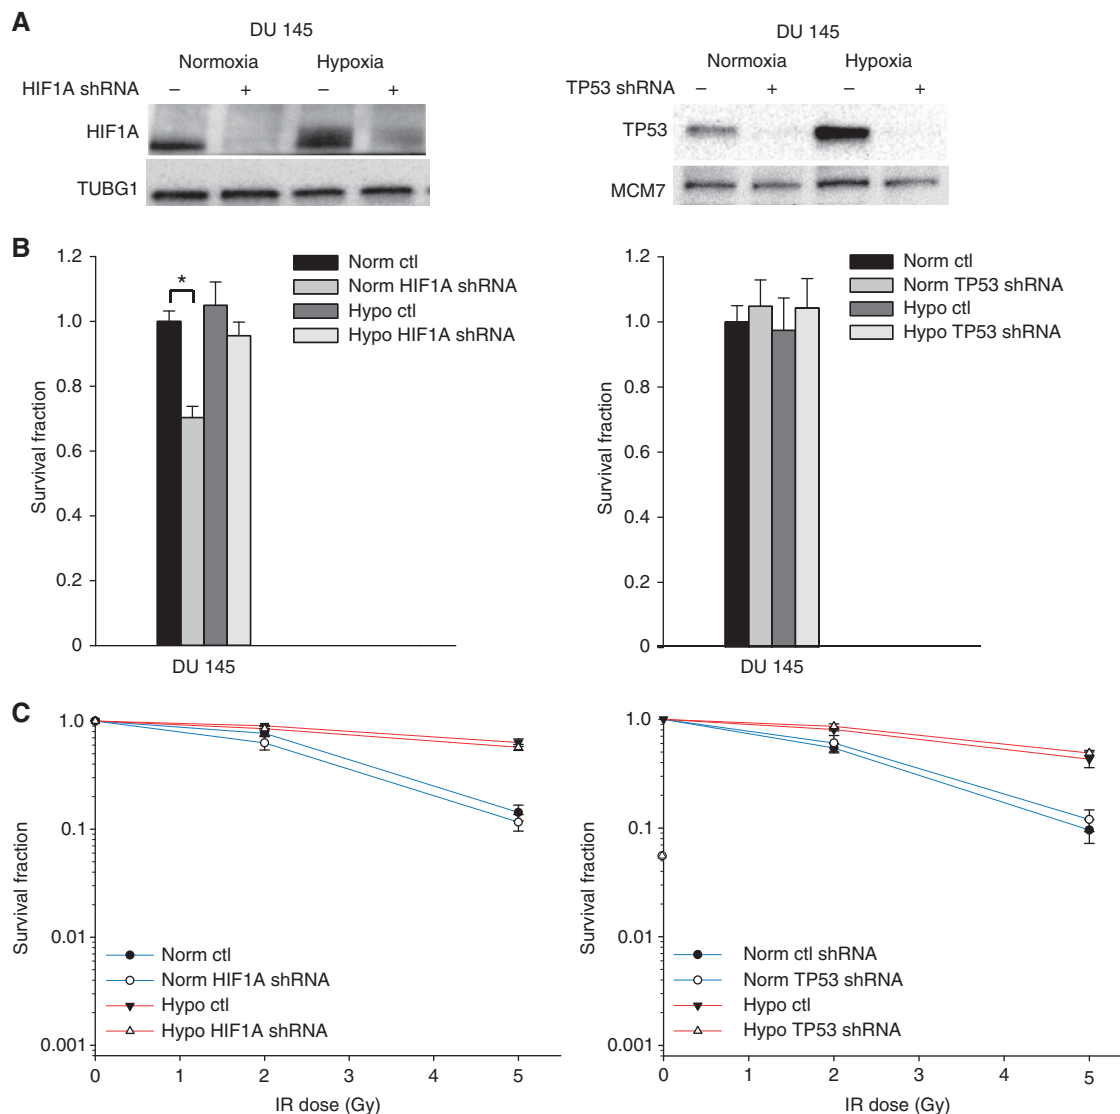 A
DU 145
Normoxia Hypoxia
HIF1A shRNA – + – +
HIF1A
TUBG1
DU 145
Normoxia Hypoxia
TP53 shRNA – + – +
TP53
MCM7
B
Survival fraction
1.2
1.0
0.8
0.6
0.4
0.2
0
*
Norm ctl
Norm HIF1A shRNA
Hypo ctl
Hypo HIF1A shRNA
DU 145
Survival fraction
1.2
1.0
0.8
0.6
0.4
0.2
0
Norm ctl
Norm TP53 shRNA
Hypo ctl
Hypo TP53 shRNA
DU 145
C
Survival fraction
1.0
0.1
0.01
0.001
Norm ctl
Norm HIF1A shRNA
Hypo ctl
Hypo HIF1A shRNA
0 1 2 3 4 5
IR dose (Gy)
Survival fraction
1.0
0.1
0.01
0.001
Norm ctl shRNA
Norm TP53 shRNA
Hypo ctl
Hypo TP53 shRNA
0 1 2 3 4 5
IR dose (Gy)